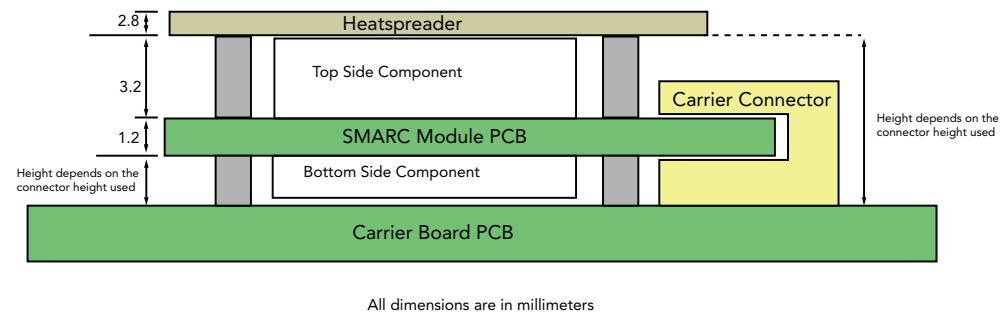 2.8
Heatspreader
3.2
Top Side Component
Carrier Connector
Height depends on the
connector height used
1.2
SMARC Module PCB
Height depends on the
connector height used
Bottom Side Component
Carrier Board PCB
All dimensions are in millimeters